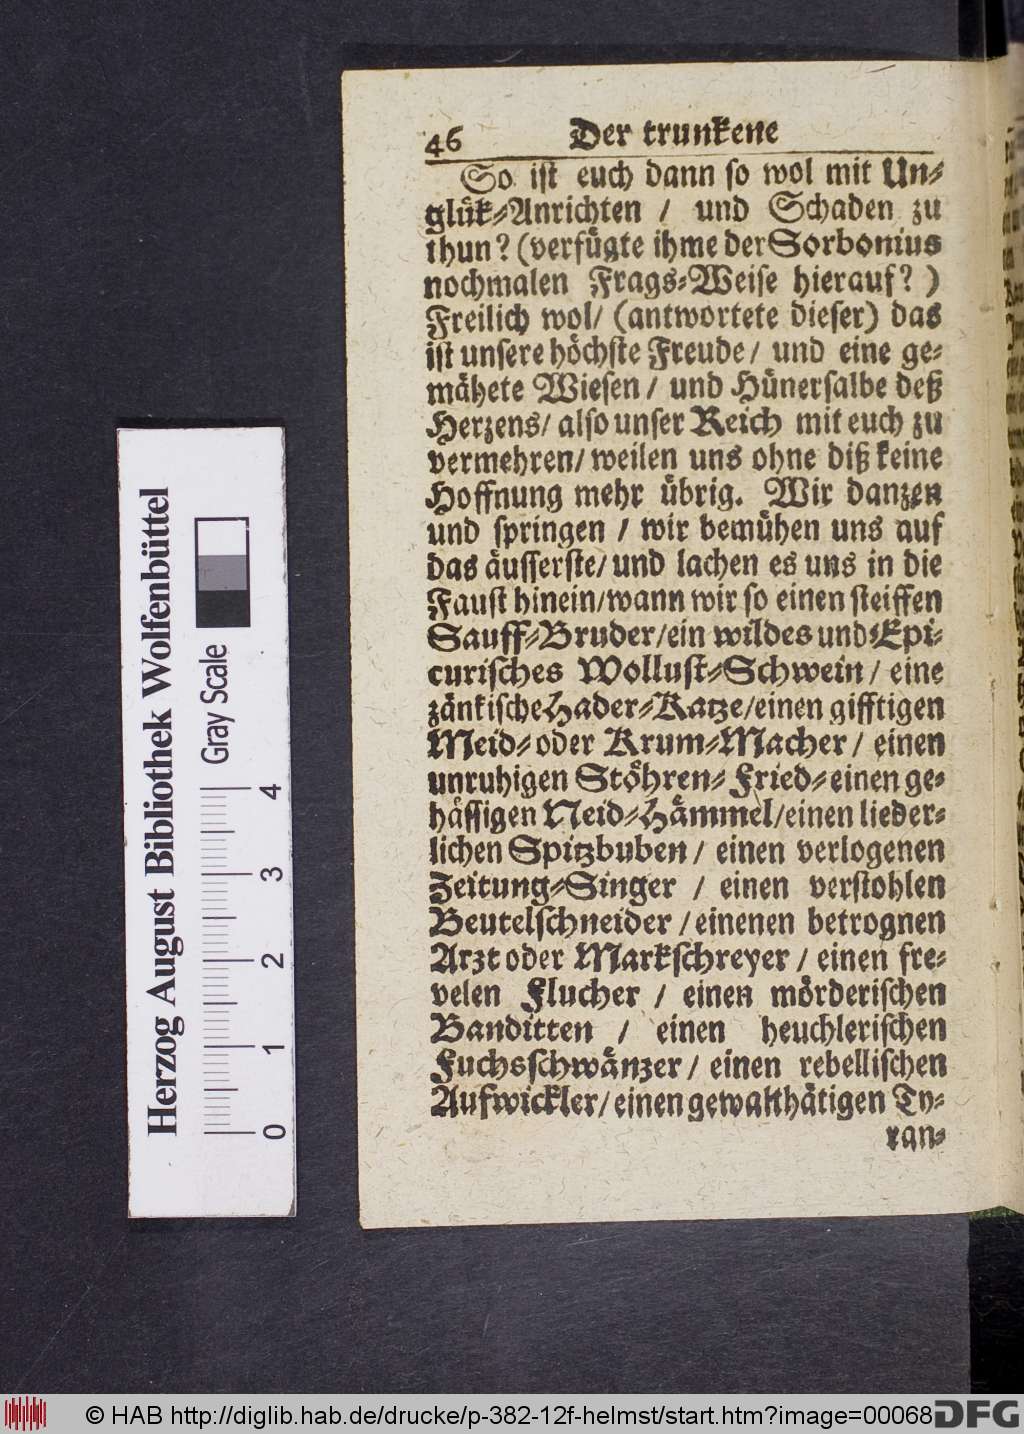 46 Der trunkene
So ist euch dann so wol mit Un-
glük-Anrichten / und Schaden zu
thun? (verfügte ihme der Sorbonius
nochmalen Frags-Weise hierauf? )
Freilich wol/ (antwortete dieser) das
ist unsere höchste Freude / und eine ge-
mähete Wiesen / und Hünersalbe deß
Herzens/ also unser Reich mit euch zu
vermehren/ weilen uns ohne diß keine
Hoffnung mehr übrig. Wir danzen
und springen / wir bemühen uns auf
das äusserste/ und lachen es uns in die
Faust hinein/wann wir so einen steiffen
Sauff-Bruder/ein wildes und Epi-
curisches Wollust-Schwein / eine
zänkische Hader-Katze/einen gifftigen
Meid- oder Krum-Macher / einen
unruhigen Stöhren-Fried-einen ge-
hässigen Neid-Hämmel/einen lieder-
lichen Spitzbuben / einen verlogenen
Zeitung-Singer / einen verstohlen
Beutelschneider / einenen betrognen
Arzt oder Markschreyer / einen fre-
velen Flucher / einen mörderischen
Banditten / einen heuchlerischen
Fuchsschwänzer / einen rebellischen
Aufwickler/ einen gewaltthätigen Ty-
ran-
Herzog August Bibliothek Wolfenbüttel
Gray Scale
0 1 2 3 4
© HAB http://diglib.hab.de/drucke/p-382-12f-helmst/start.htm?image=00068
DFG